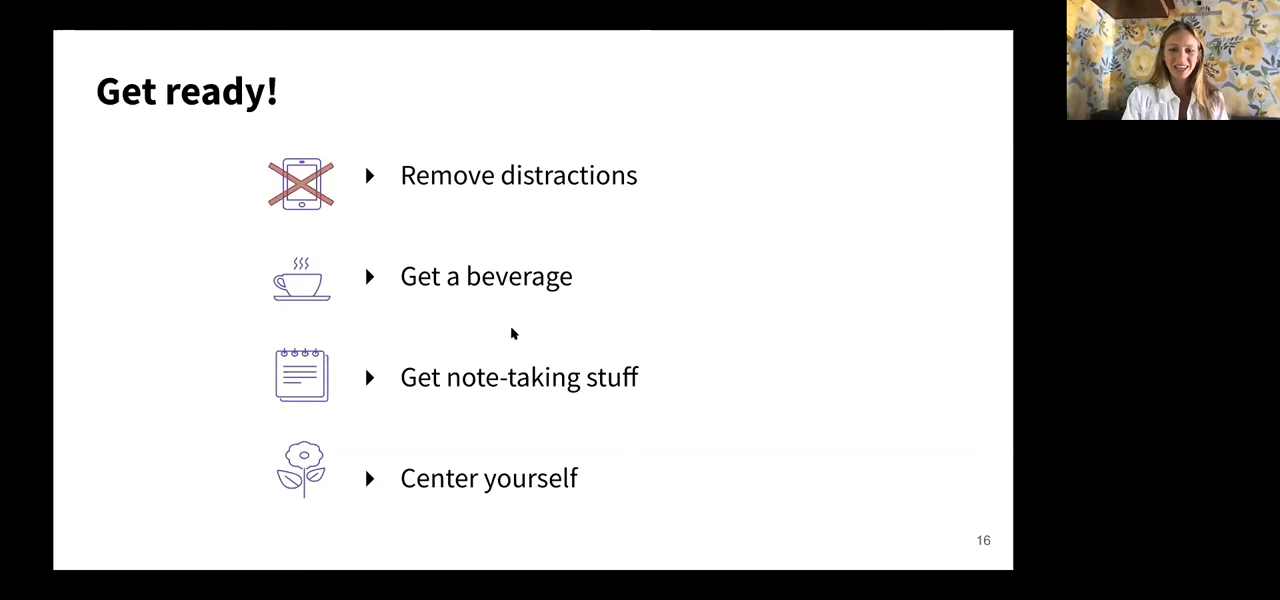 Get ready!
Remove distractions
Get a beverage
Get note-taking stuff
Center yourself
16